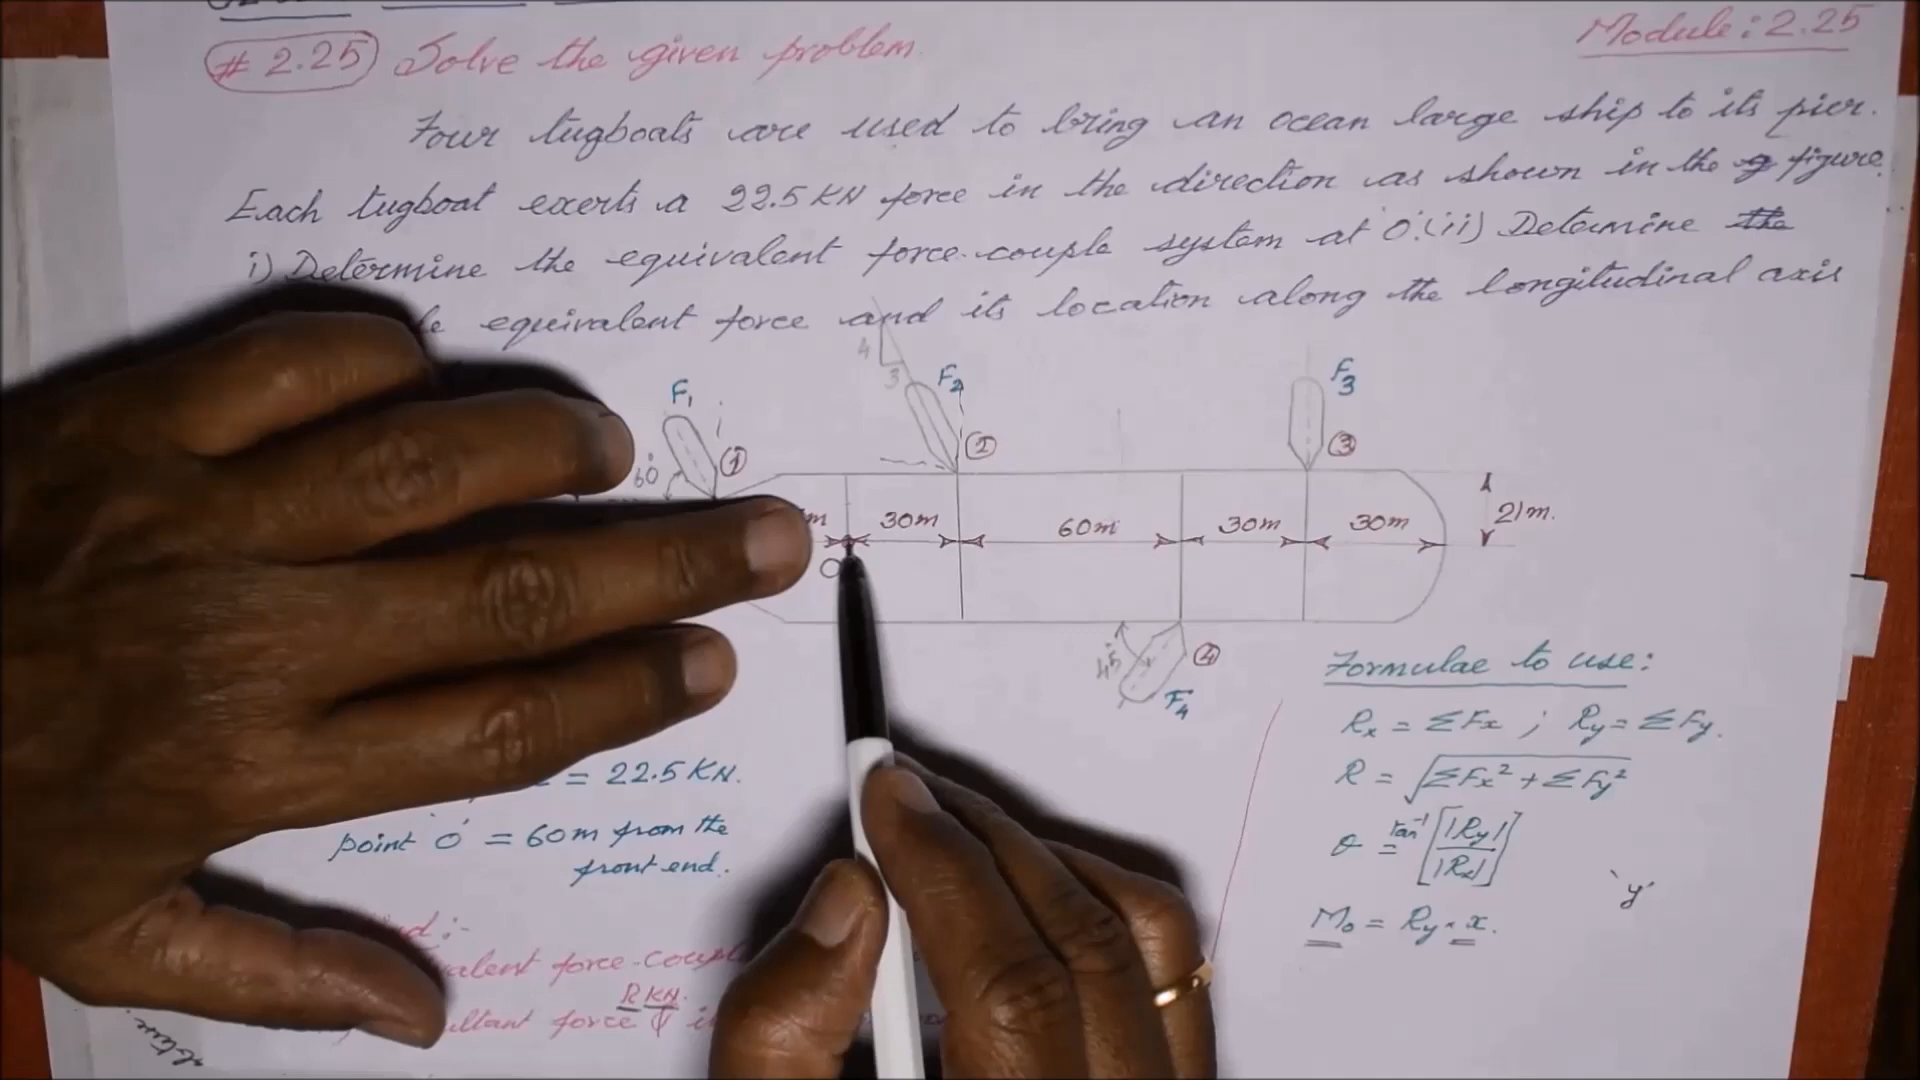 # 2.25 Solve the given problem.
Module: 2.25
Four tugboats are used to bring an ocean large ship to its pier.
Each tugboat exerts a 22.5 KN force in the direction as shown in the figure.
i) Determine the equivalent force-couple system at 'O'. (ii) Determine the
equivalent force and its location along the longitudinal axis
4
3
F1
F2
F3
60°
1
2
3
m
30m
60m
30m
30m
21m.
O
45°
4
F4
Formulae to use:
Rx = ΣFx ; Ry = ΣFy.
R = √ΣFx² + ΣFy²
θ = tan⁻¹ [|Ry| / |Rx|]
Mo = Ry · x.
'y'
= 22.5 KN.
point 'O' = 60m from the
front end.
force-coupl
R KN.
force